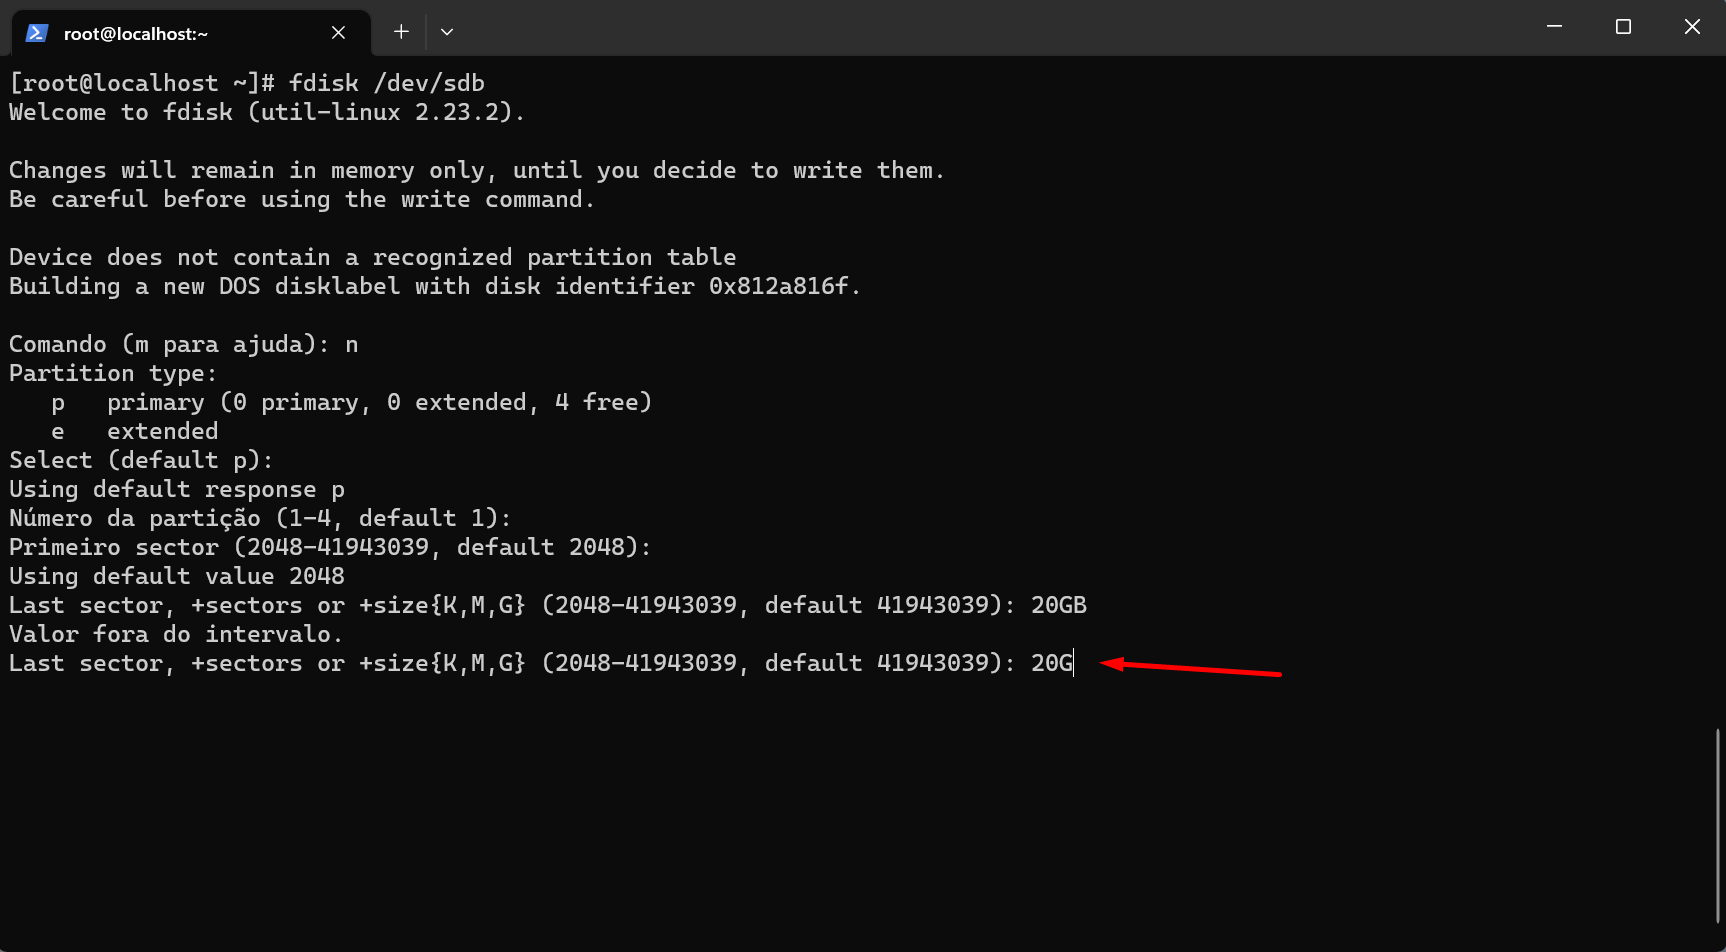 root@localhost:~
[root@localhost ~]# fdisk /dev/sdb
Welcome to fdisk (util-linux 2.23.2).
Changes will remain in memory only, until you decide to write them.
Be careful before using the write command.
Device does not contain a recognized partition table
Building a new DOS disklabel with disk identifier 0x812a816f.
Comando (m para ajuda): n
Partition type:
   p   primary (0 primary, 0 extended, 4 free)
   e   extended
Select (default p):
Using default response p
Número da partição (1-4, default 1):
Primeiro sector (2048-41943039, default 2048):
Using default value 2048
Last sector, +sectors or +size{K,M,G} (2048-41943039, default 41943039): 20GB
Valor fora do intervalo.
Last sector, +sectors or +size{K,M,G} (2048-41943039, default 41943039): 20G